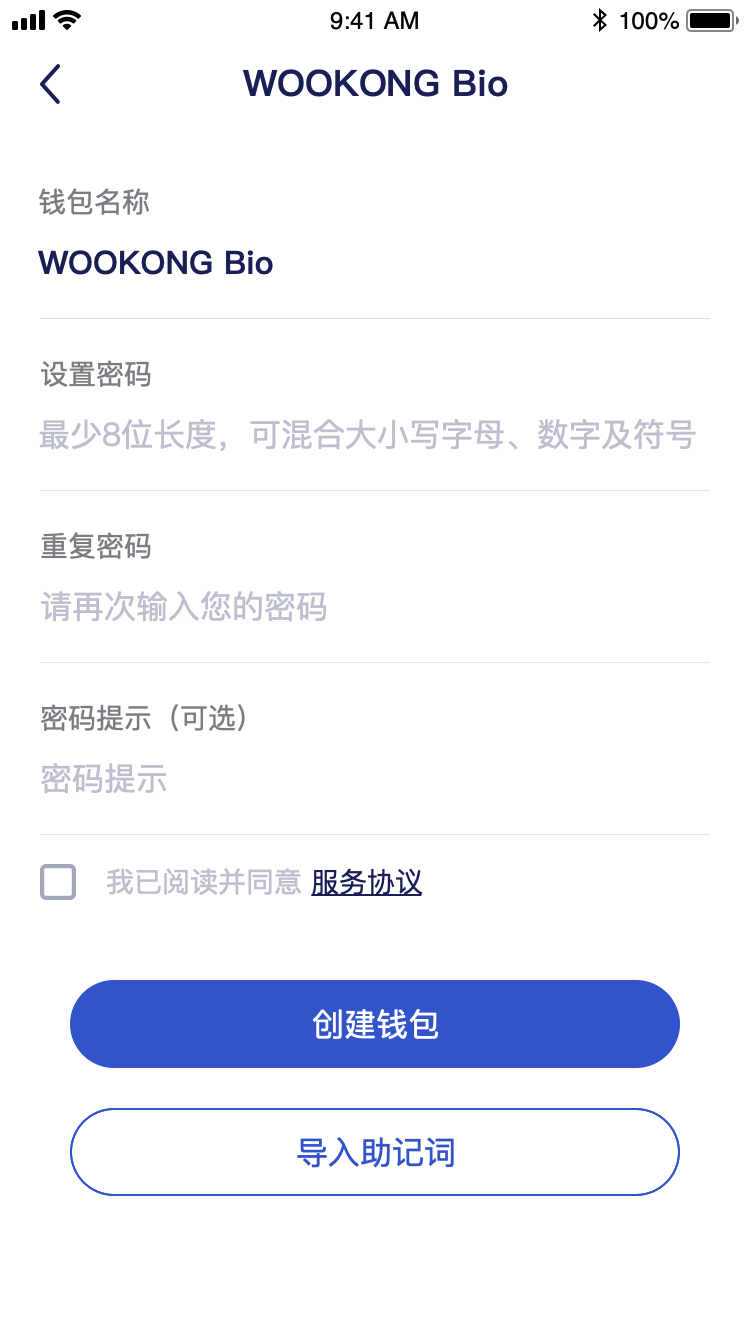 9:41 AM
100%
WOOKONG Bio
钱包名称
WOOKONG Bio
设置密码
最少8位长度，可混合大小写字母、数字及符号
重复密码
请再次输入您的密码
密码提示（可选）
密码提示
我已阅读并同意 服务协议
创建钱包
导入助记词